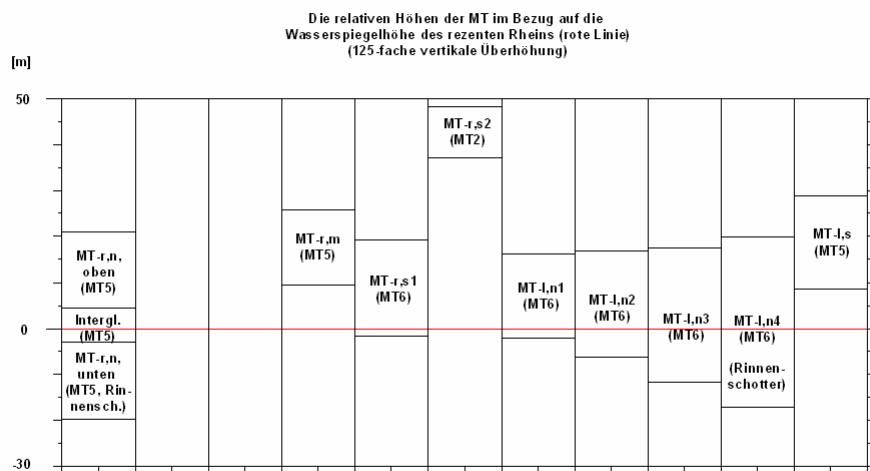 Die relativen Höhen der MT im Bezug auf die
Wasserspiegelhöhe des rezenten Rheins (rote Linie)
(125-fache vertikale Überhöhung)
[m]
50
0
-30
MT-r,n,
oben
(MT5)
Intergl.
(MT5)
MT-r,n,
unten
(MT5, Rin-
nensch.)
MT-r,m
(MT5)
MT-r,s1
(MT6)
MT-r,s2
(MT2)
MT-l,n1
(MT6)
MT-l,n2
(MT6)
MT-l,n3
(MT6)
MT-l,n4
(MT6)
(Rinnen-
schotter)
MT-l,s
(MT5)